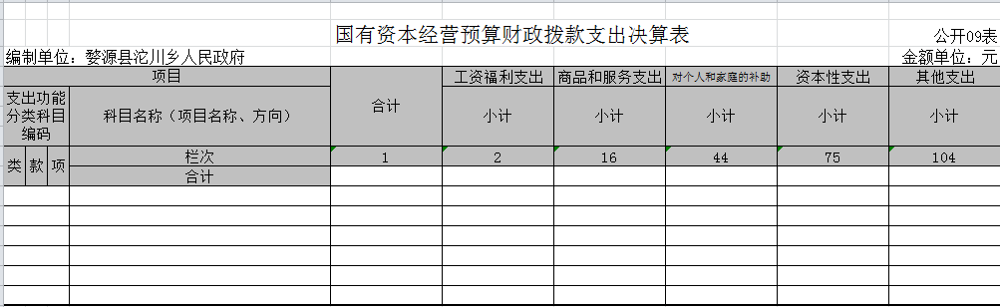 国有资本经营预算财政拨款支出决算表
公开09表
编制单位：婺源县沱川乡人民政府
金额单位：元
项目
合计
工资福利支出
商品和服务支出
对个人和家庭的补助
资本性支出
其他支出
支出功能
分类科目
编码
科目名称（项目名称、方向）
小计
小计
小计
小计
小计
类
款
项
栏次
1
2
16
44
75
104
合计